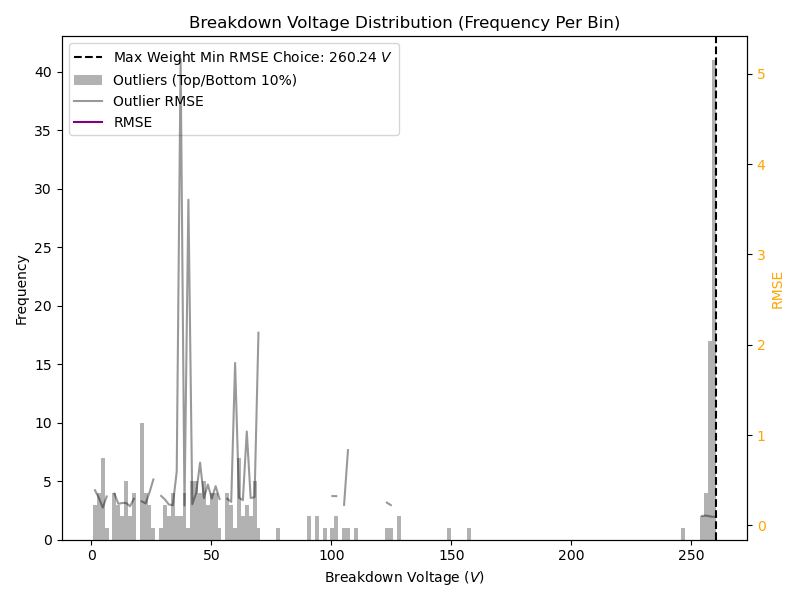 Breakdown Voltage Distribution (Frequency Per Bin)
Max Weight Min RMSE Choice: 260.24 V
Outliers (Top/Bottom 10%)
Outlier RMSE
RMSE
40
35
30
25
20
15
10
5
0
Frequency
5
4
3
2
1
0
RMSE
0 50 100 150 200 250
Breakdown Voltage (V)